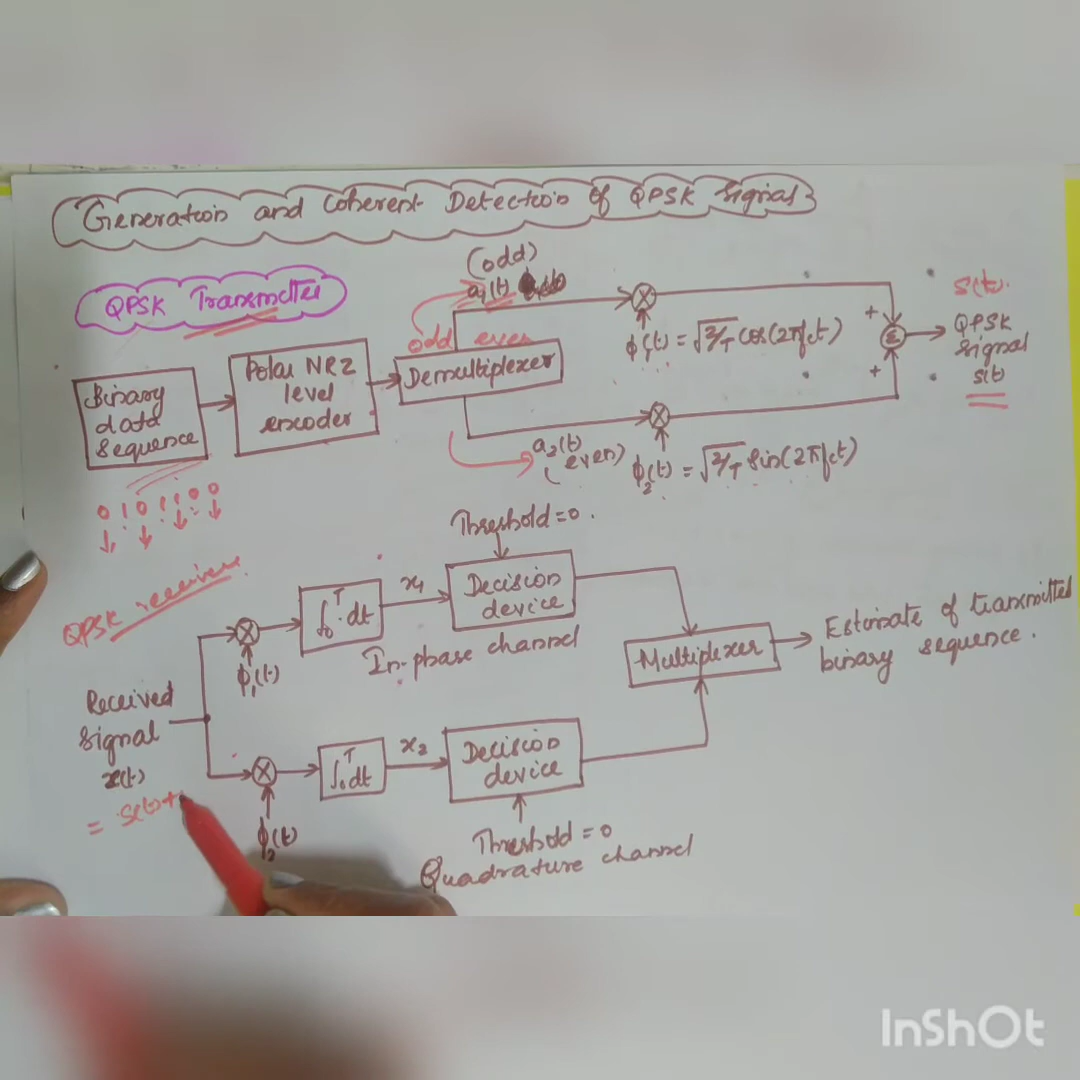 Generation and Coherent Detection of QPSK Signal
QPSK Transmitter
(odd)
a₁(t)
odd even
Binary
data
sequence
Polar NRZ
level
encoder
Demultiplexer
ϕ₁(t) = √2/T cos(2πfct)
+
Σ
+
S(t).
QPSK
Signal
s(t)
a₂(t)
(even)
ϕ₂(t) = √2/T Sin(2πfct)
0 1 0 1 1 0 0
QPSK receiver
Threshold = 0.
∫₀ᵀ · dt
x₁
Decision
device
ϕ₁(t)
In-phase channel
Multiplexer
Estimate of transmitted
binary sequence.
Received
Signal
x(t)
= S(t)+
∫₀ᵀ dt
x₂
Decision
device
ϕ₂(t)
Threshold = 0
Quadrature channel
InShOt